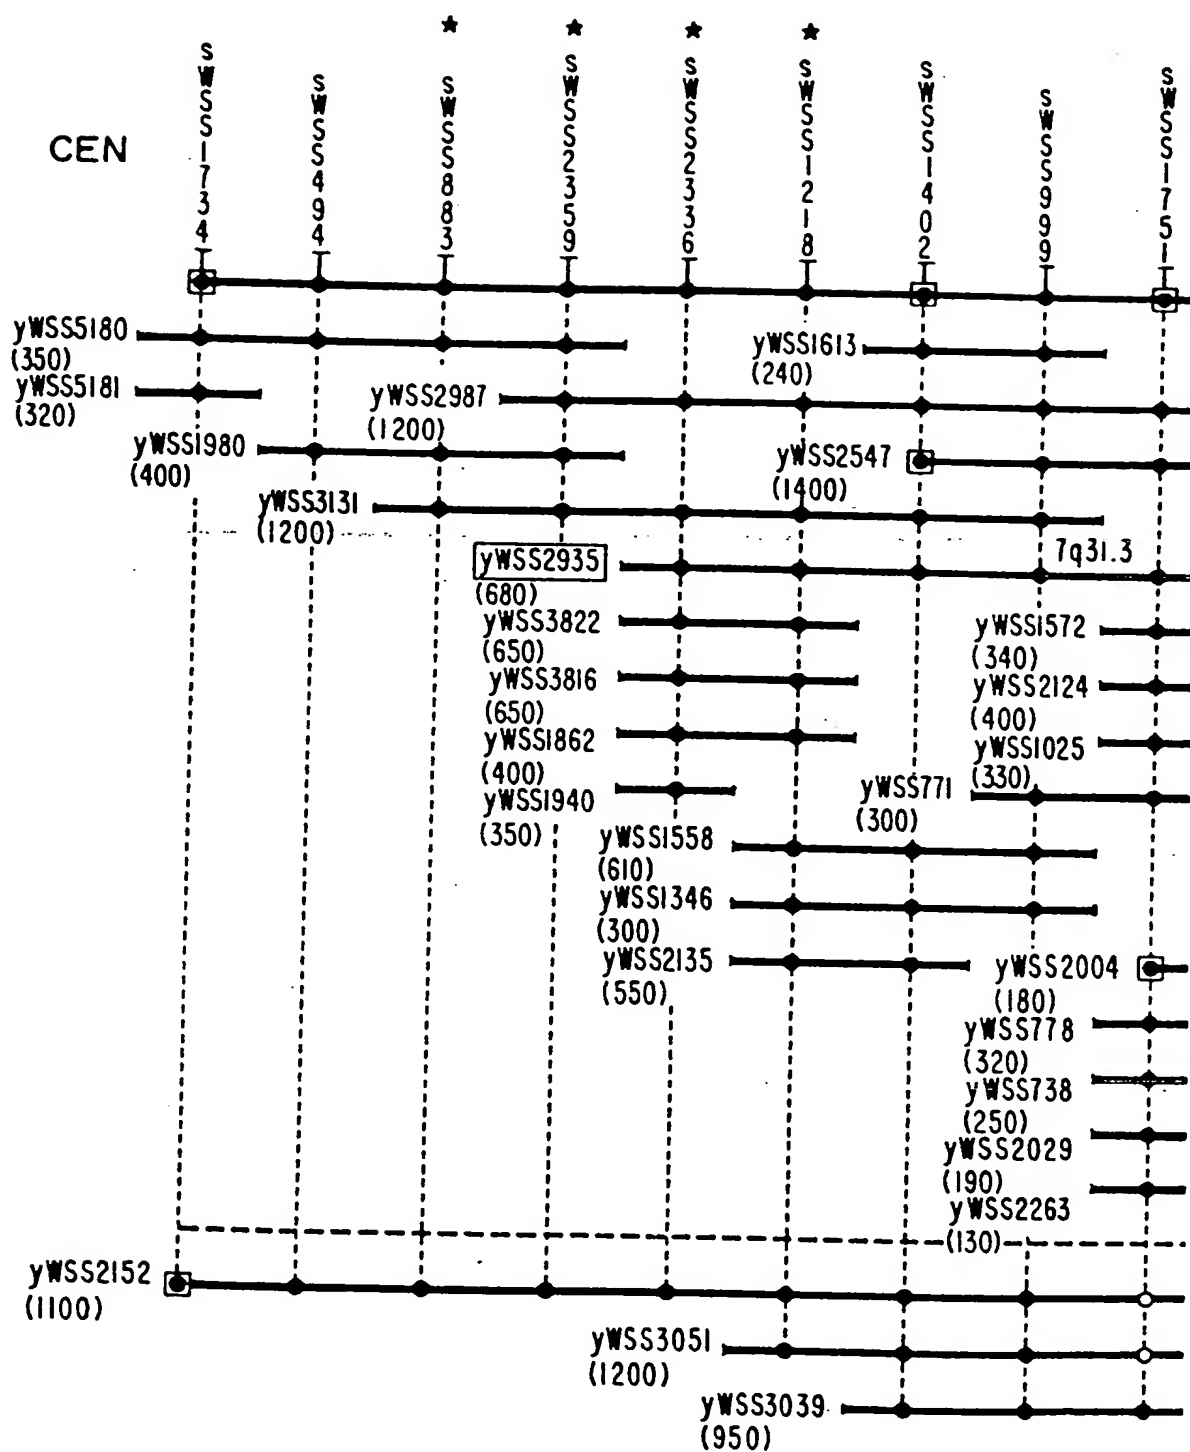 ★ ★ ★ ★
CEN
sWSS1734
sWSS494
sWSS883
sWSS2359
sWSS2336
sWSS1218
sWSS1402
sWSS999
sWSS1751
yWSS5180
(350)
yWSS1613
(240)
yWSS5181
(320)
yWSS2987
(1200)
yWSS1980
(400)
yWSS2547
(1400)
yWSS3131
(1200)
7q31.3
yWSS2935
(680)
yWSS3822
(650)
yWSS1572
(340)
yWSS3816
(650)
yWSS2124
(400)
yWSS1862
(400)
yWSS1025
(330)
yWSS1940
(350)
yWSS771
(300)
yWSS1558
(610)
yWSS1346
(300)
yWSS2135
(550)
yWSS2004
(180)
yWSS778
(320)
yWSS738
(250)
yWSS2029
(190)
yWSS2263
(130)
yWSS2152
(1100)
yWSS3051
(1200)
yWSS3039
(950)